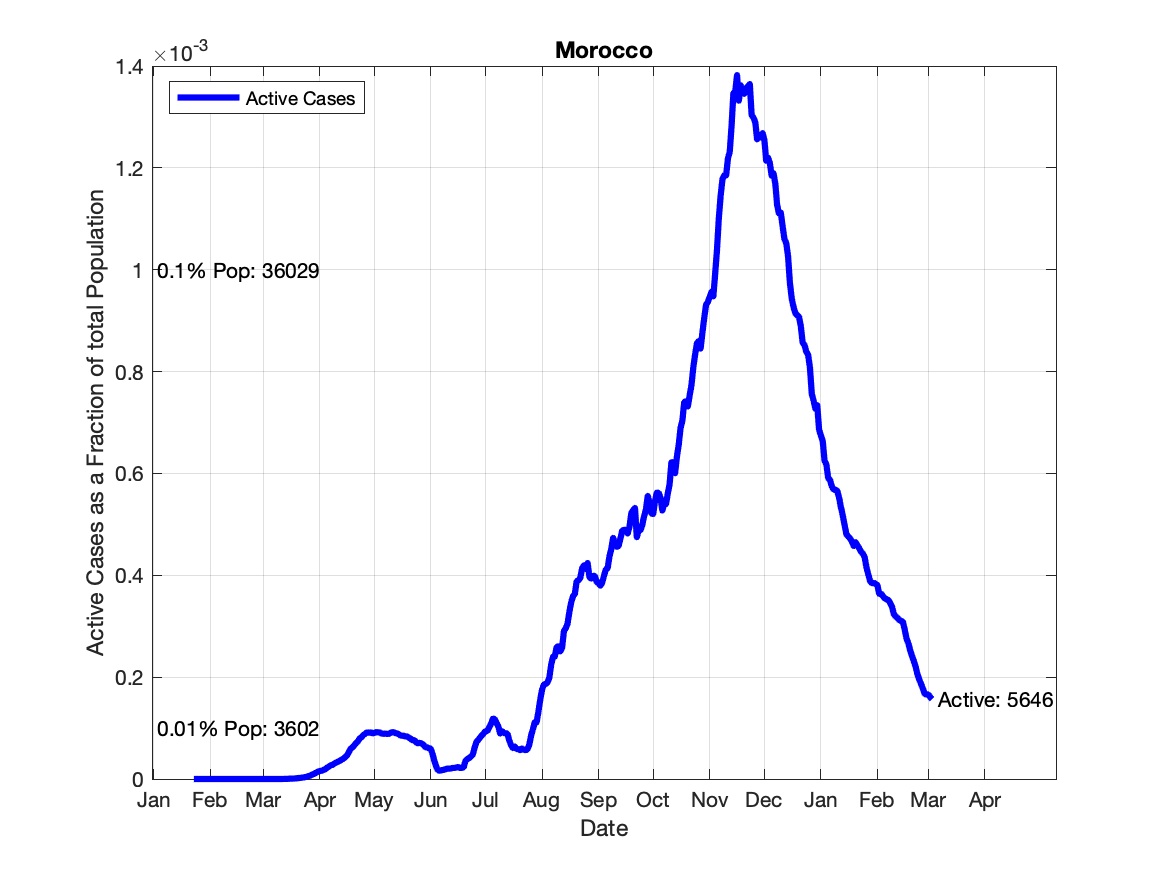 Morocco
×10-3
1.4
1.2
1
0.8
0.6
0.4
0.2
0
Active Cases
0.1% Pop: 36029
0.01% Pop: 3602
Active: 5646
Active Cases as a Fraction of total Population
Jan Feb Mar Apr May Jun Jul Aug Sep Oct Nov Dec Jan Feb Mar Apr
Date